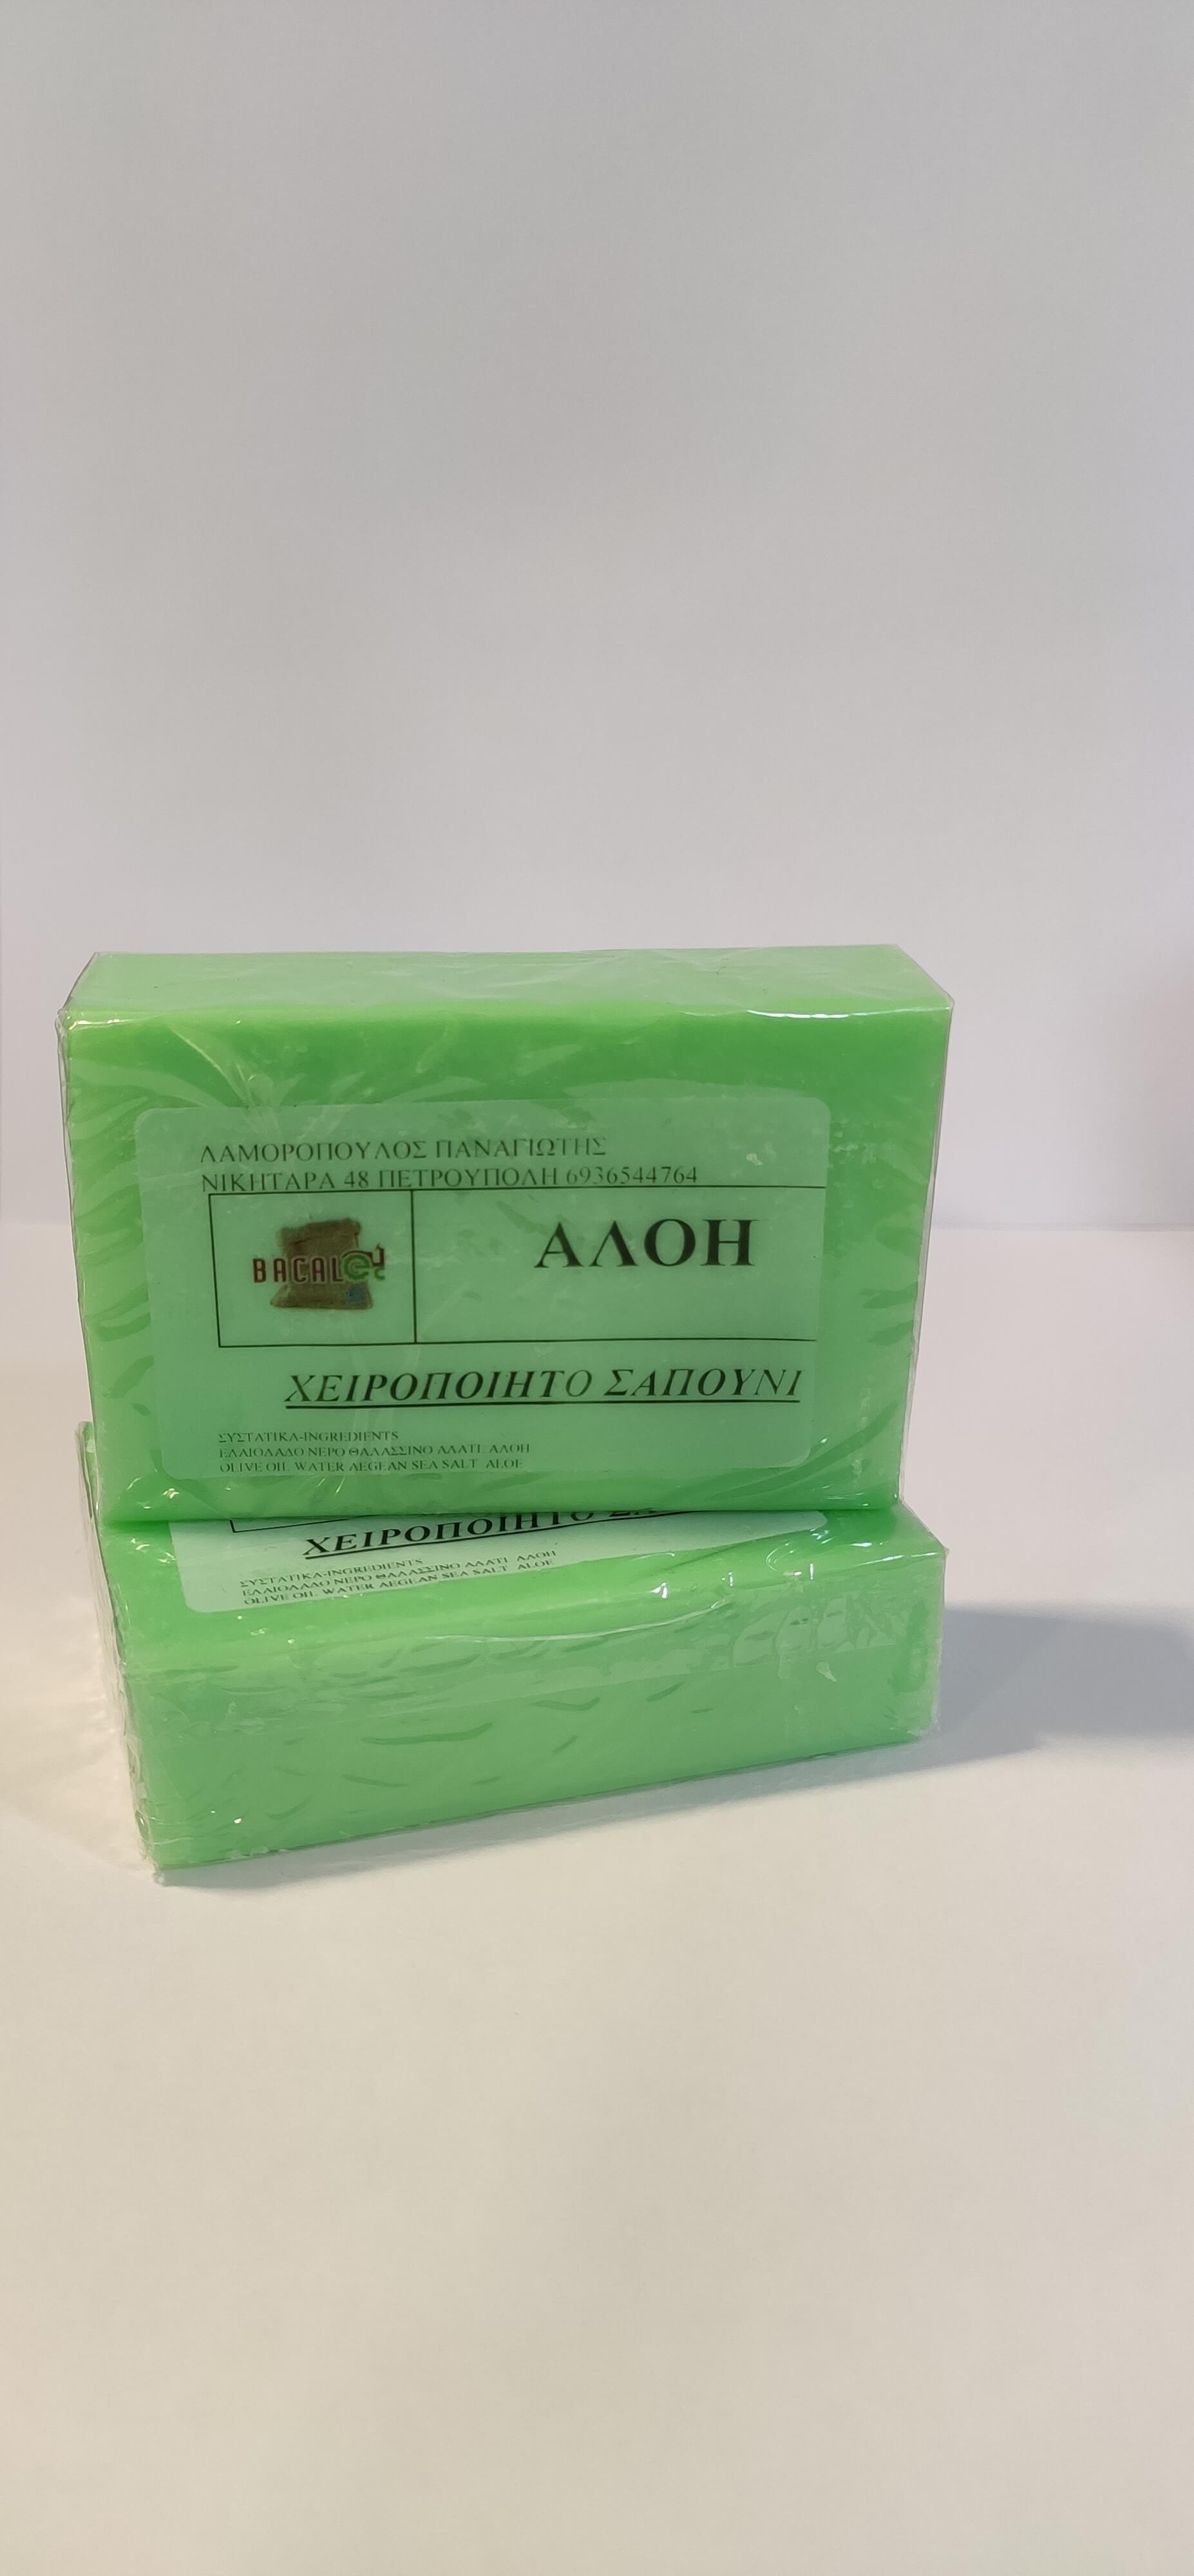 ΛΑΜΟΡΟΠΟΥΛΟΣ ΠΑΝΑΓΙΩΤΗΣ
ΝΙΚΗΤΑΡΑ 48 ΠΕΤΡΟΥΠΟΛΗ 6936544764
BACAL
ΑΛΟΗ
ΧΕΙΡΟΠΟΙΗΤΟ ΣΑΠΟΥΝΙ
ΣΥΣΤΑΤΙΚΑ-INGREDIENTS
ΕΛΑΙΟΛΑΔΟ ΝΕΡΟ ΘΑΛΑΣΣΙΝΟ ΑΛΑΤΙ ΑΛΟΗ
OLIVE OIL WATER AEGEAN SEA SALT ALOE
ΧΕΙΡΟΠΟΙΗΤΟ ΣΑ
ΣΥΣΤΑΤΙΚΑ-INGREDIENTS
ΕΛΑΙΟΛΑΔΟ ΝΕΡΟ ΘΑΛΑΣΣΙΝΟ ΑΛΑΤΙ ΑΛΟΗ
OLIVE OIL WATER AEGEAN SEA SALT ALOE